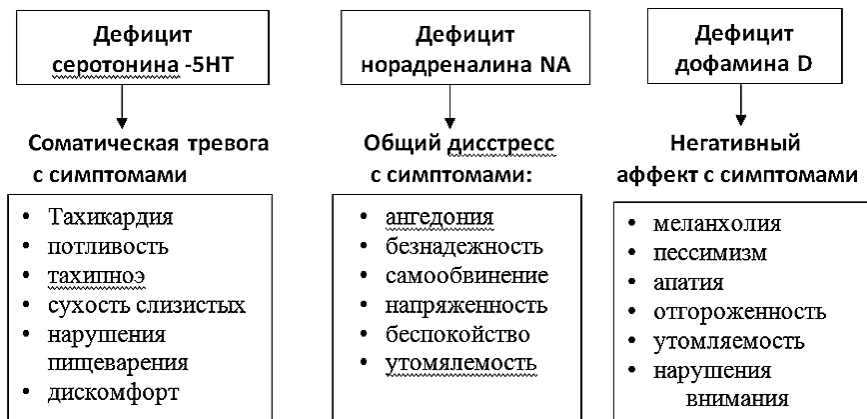 Дефицит
серотонина -5НТ
Соматическая тревога
с симптомами
• Тахикардия
• потливость
• тахипноэ
• сухость слизистых
• нарушения
пищеварения
• дискомфорт
Дефицит
норадреналина NA
Общий дисстресс
с симптомами:
• ангедония
• безнадежность
• самообвинение
• напряженность
• беспокойство
• утомялемость
Дефицит
дофамина D
Негативный
аффект с симптомами
• меланхолия
• пессимизм
• апатия
• отгороженность
• утомляемость
• нарушения
внимания